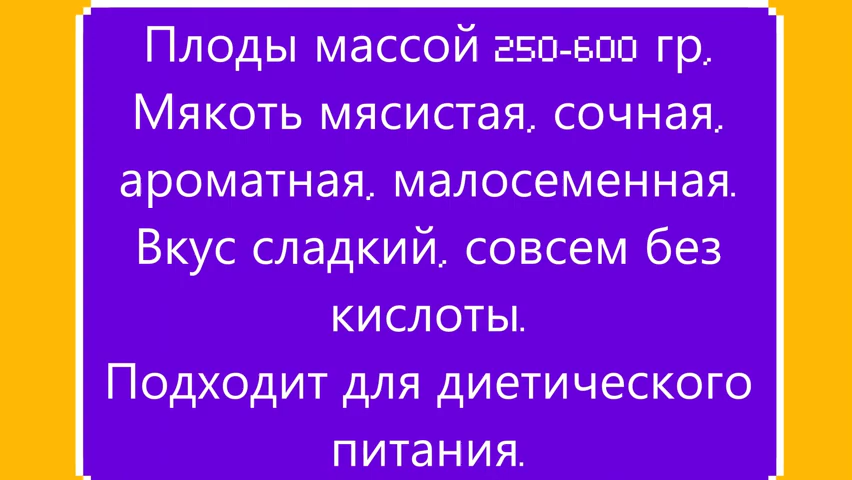 Плоды массой 250-600 гр,
Мякоть мясистая, сочная,
ароматная, малосеменная.
Вкус сладкий, совсем без
кислоты.
Подходит для диетического
питания.